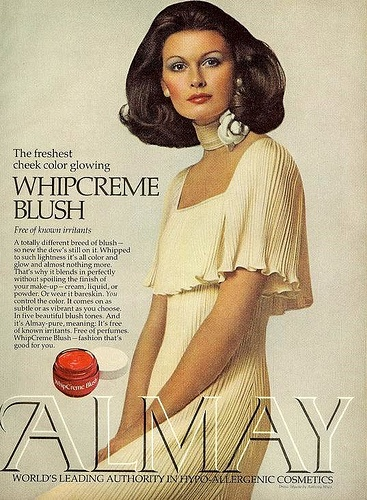 The freshest
cheek color glowing
WHIPCREME
BLUSH
Free of known irritants
A totally different breed of blush—
so new the dew's still on it. Whipped
to such lightness it's all color and
glow and almost nothing more.
That's why it blends in perfectly
without spoiling the finish of
your make-up—cream, liquid, or
powder. Or wear it bareskin. You
control the color. It comes on as
subtle or as vibrant as you choose.
In five beautiful blush tones. And
it's Almay-pure, meaning: It's free
of known irritants. Free of perfumes.
WhipCreme Blush—fashion that's
good for you.
WhipCreme Blush
ALMAY
WORLD'S LEADING AUTHORITY IN HYPO-ALLERGENIC COSMETICS